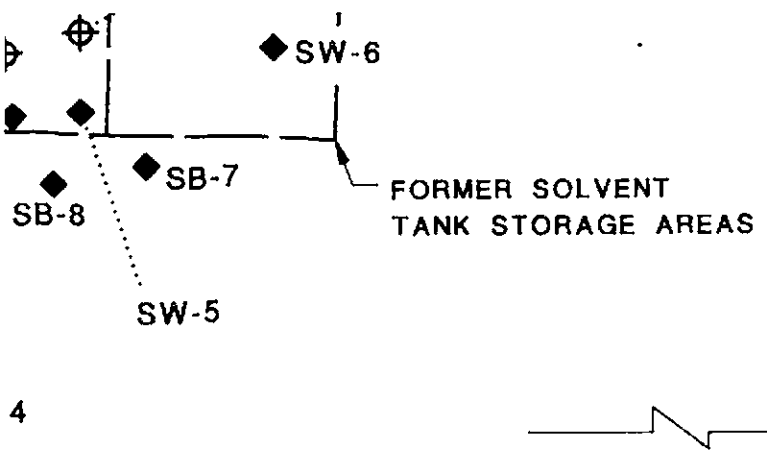 SW-6
SB-7
SB-8
FORMER SOLVENT
TANK STORAGE AREAS
SW-5
4